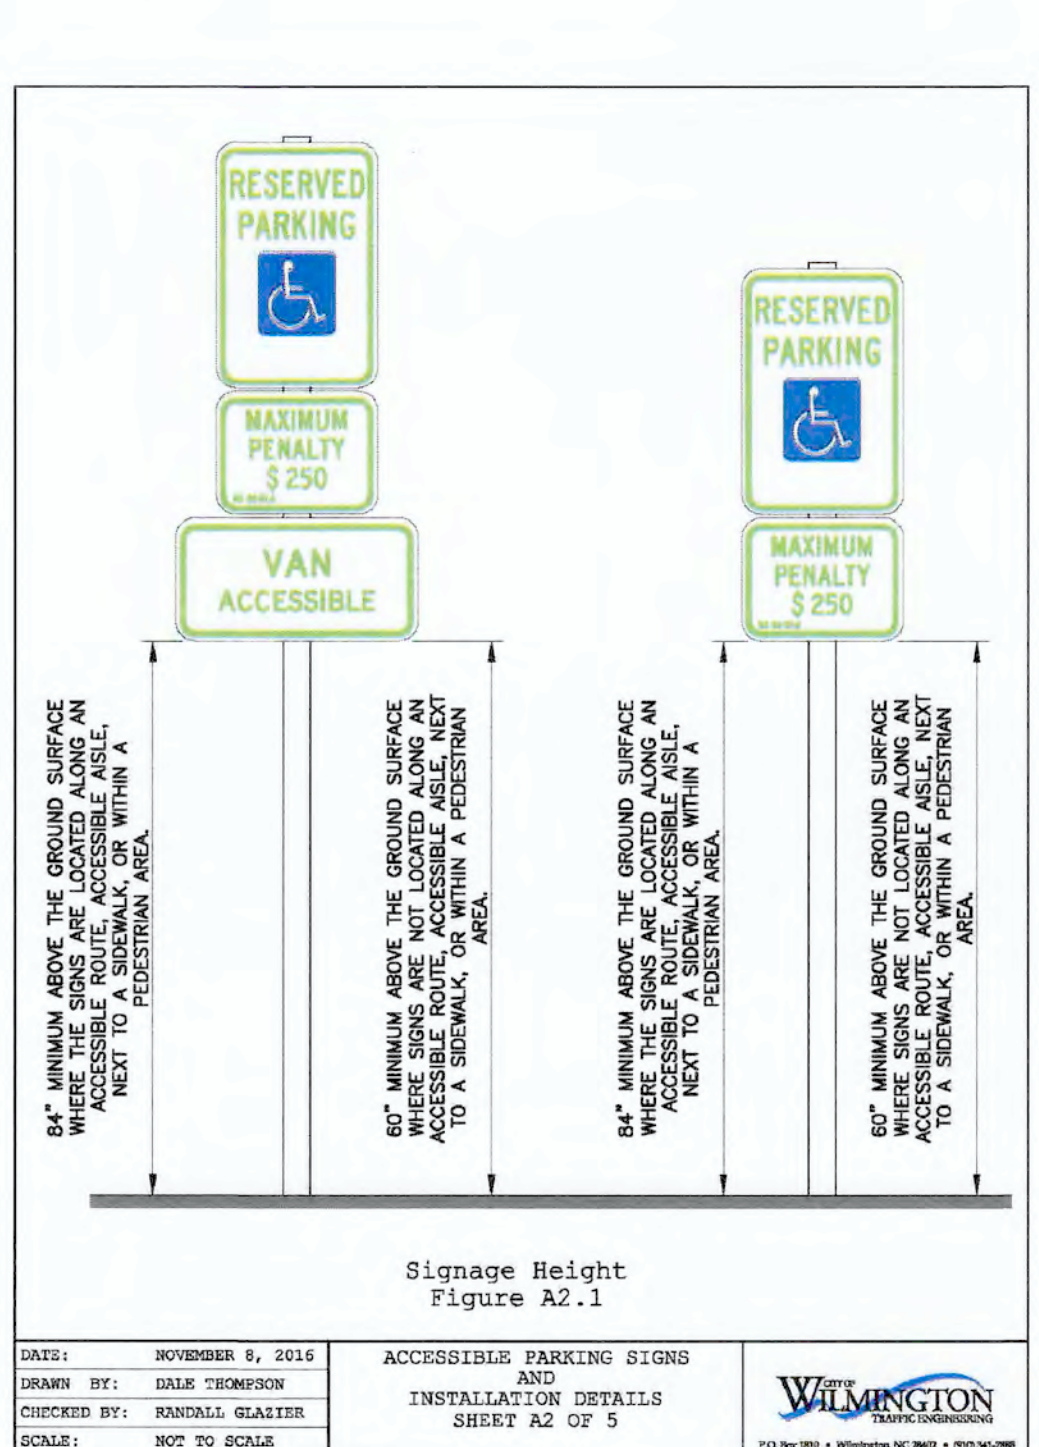 RESERVED
PARKING
MAXIMUM
PENALTY
$ 250
VAN
ACCESSIBLE
RESERVED
PARKING
MAXIMUM
PENALTY
$ 250
84" MINIMUM ABOVE THE GROUND SURFACE
WHERE THE SIGNS ARE LOCATED ALONG AN
ACCESSIBLE ROUTE, ACCESSIBLE AISLE,
NEXT TO A SIDEWALK, OR WITHIN A
PEDESTRIAN AREA.
60" MINIMUM ABOVE THE GROUND SURFACE
WHERE SIGNS ARE NOT LOCATED ALONG AN
ACCESSIBLE ROUTE, ACCESSIBLE AISLE, NEXT
TO A SIDEWALK, OR WITHIN A PEDESTRIAN
AREA.
84" MINIMUM ABOVE THE GROUND SURFACE
WHERE THE SIGNS ARE LOCATED ALONG AN
ACCESSIBLE ROUTE, ACCESSIBLE AISLE,
NEXT TO A SIDEWALK, OR WITHIN A
PEDESTRIAN AREA.
60" MINIMUM ABOVE THE GROUND SURFACE
WHERE SIGNS ARE NOT LOCATED ALONG AN
ACCESSIBLE ROUTE, ACCESSIBLE AISLE, NEXT
TO A SIDEWALK, OR WITHIN A PEDESTRIAN
AREA.
Signage Height
Figure A2.1
DATE: NOVEMBER 8, 2016
DRAWN BY: DALE THOMPSON
CHECKED BY: RANDALL GLAZIER
SCALE: NOT TO SCALE
ACCESSIBLE PARKING SIGNS
AND
INSTALLATION DETAILS
SHEET A2 OF 5
CITY OF
WILMINGTON
TRAFFIC ENGINEERING
P.O. Box 1810 • Wilmington, NC 28402 •